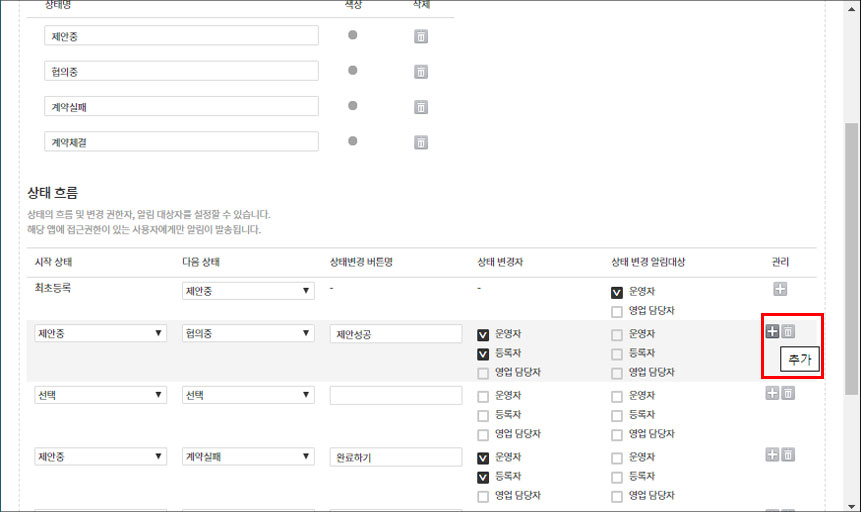 상태명 색상 삭제
제안중
협의중
계약실패
계약체결
상태 흐름
상태의 흐름 및 변경 권한자, 알림 대상자를 설정할 수 있습니다.
해당 앱에 접근권한이 있는 사용자에게만 알림이 발송됩니다.
시작 상태 다음 상태 상태변경 버튼명 상태 변경자 상태 변경 알림대상 관리
최초등록 제안중 - - 운영자
영업 담당자
제안중 협의중 제안성공 운영자 운영자
등록자 등록자
추가
영업 담당자 영업 담당자
선택 선택 운영자 운영자
등록자 등록자
영업 담당자 영업 담당자
제안중 계약실패 완료하기 운영자 운영자
등록자 등록자
영업 담당자 영업 담당자